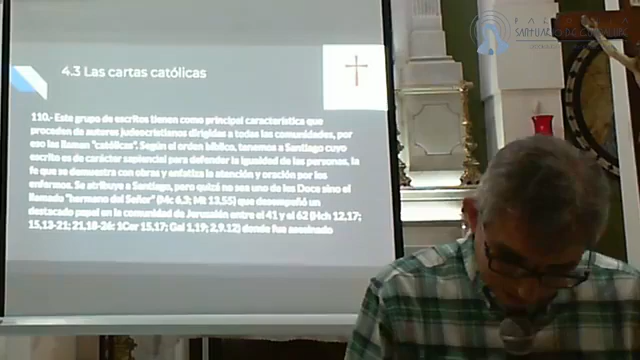 PARROQUIA
SANTUARIO DE GUADALUPE
4.3 Las cartas católicas
110.- Este grupo de escritos tienen como principal característica que
proceden de autores judeocristianos dirigidas a todas las comunidades, por
eso las llaman "católicas". Según el orden bíblico, tenemos a Santiago cuyo
escrito es de carácter sapiencial para defender la igualdad de las personas, la
fe que se demuestra con obras y enfatiza la atención y oración por los
enfermos. Se atribuye a Santiago, pero quizá no sea uno de los Doce sino el
llamado "hermano del Señor" (Mc 6,3; Mt 13,55) que desempeñó un
destacado papel en la comunidad de Jerusalén entre el 41 y el 62 (Hch 12,17;
15,13-21; 21,18-26; 1Cor 15,17; Gal 1,19; 2,9.12) donde fue asesinado